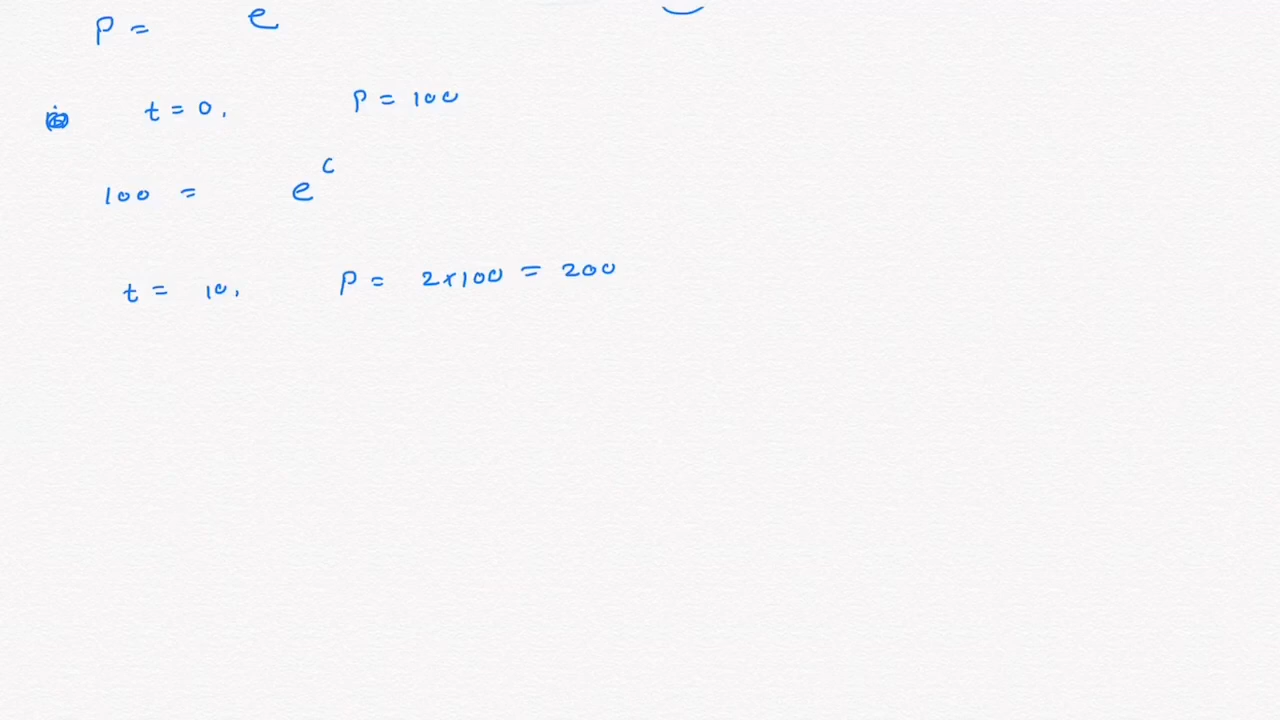 P = e
t = 0, P = 100
100 = e^c
t = 10, P = 2×100 = 200